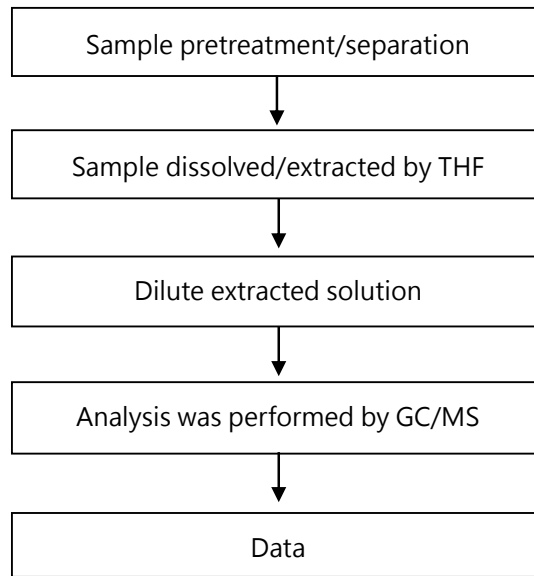 Sample pretreatment/separation
Sample dissolved/extracted by THF
Dilute extracted solution
Analysis was performed by GC/MS
Data